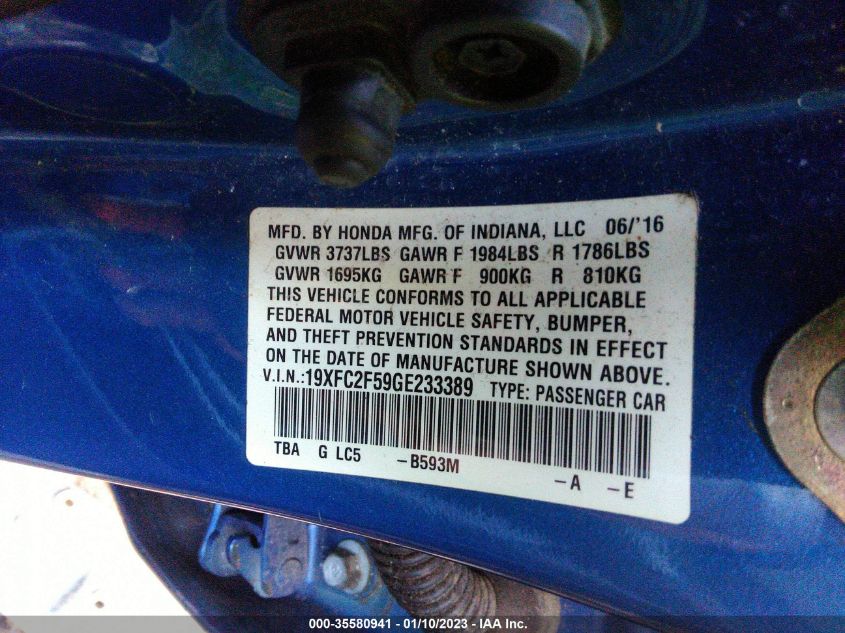 MFD. BY HONDA MFG. OF INDIANA, LLC 06/'16
GVWR 3737LBS GAWR F 1984LBS R 1786LBS
GVWR 1695KG GAWR F 900KG R 810KG
THIS VEHICLE CONFORMS TO ALL APPLICABLE
FEDERAL MOTOR VEHICLE SAFETY, BUMPER,
AND THEFT PREVENTION STANDARDS IN EFFECT
ON THE DATE OF MANUFACTURE SHOWN ABOVE.
V.I.N.:19XFC2F59GE233389 TYPE: PASSENGER CAR
TBA G LC5 -B593M -A -E
000-35580941 - 01/10/2023 - IAA Inc.